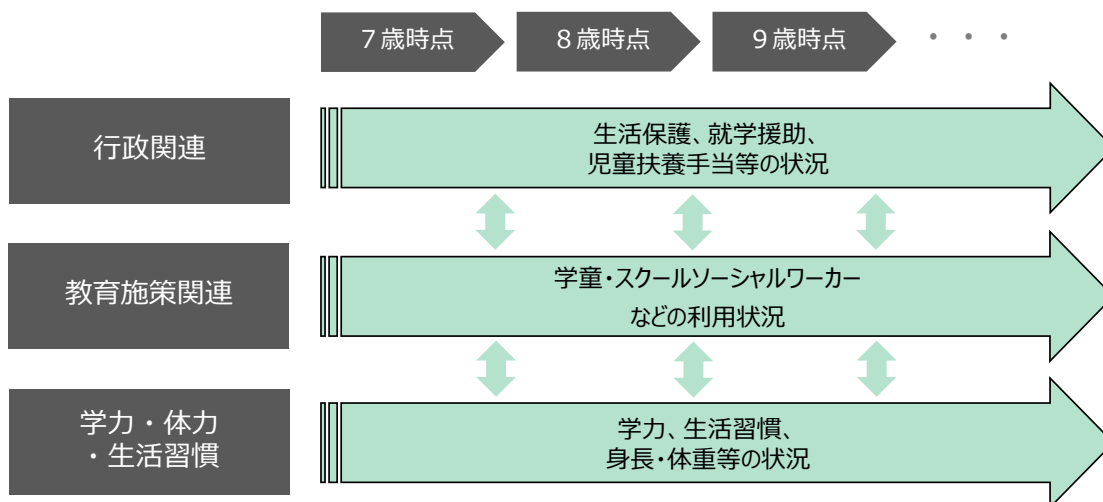 ７歳時点
８歳時点
９歳時点
・・・
行政関連
生活保護、就学援助、
児童扶養手当等の状況
教育施策関連
学童・スクールソーシャルワーカー
などの利用状況
学力・体力
・生活習慣
学力、生活習慣、
身長・体重等の状況